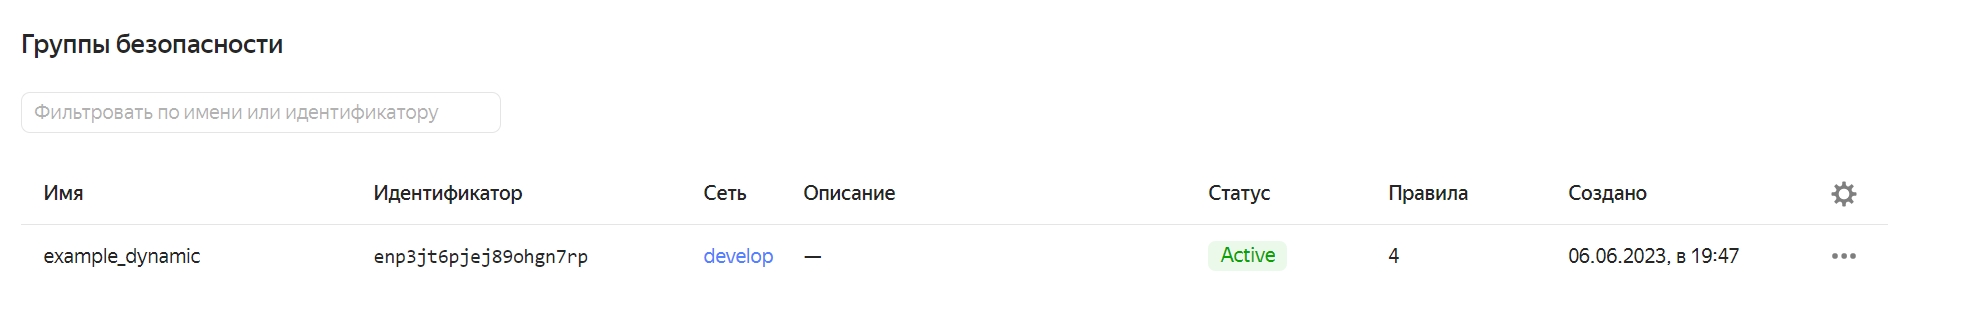 Группы безопасности
Фильтровать по имени или идентификатору
Имя Идентификатор Сеть Описание Статус Правила Создано
example_dynamic enp3jt6pjej89ohgn7rp develop — Active 4 06.06.2023, в 19:47